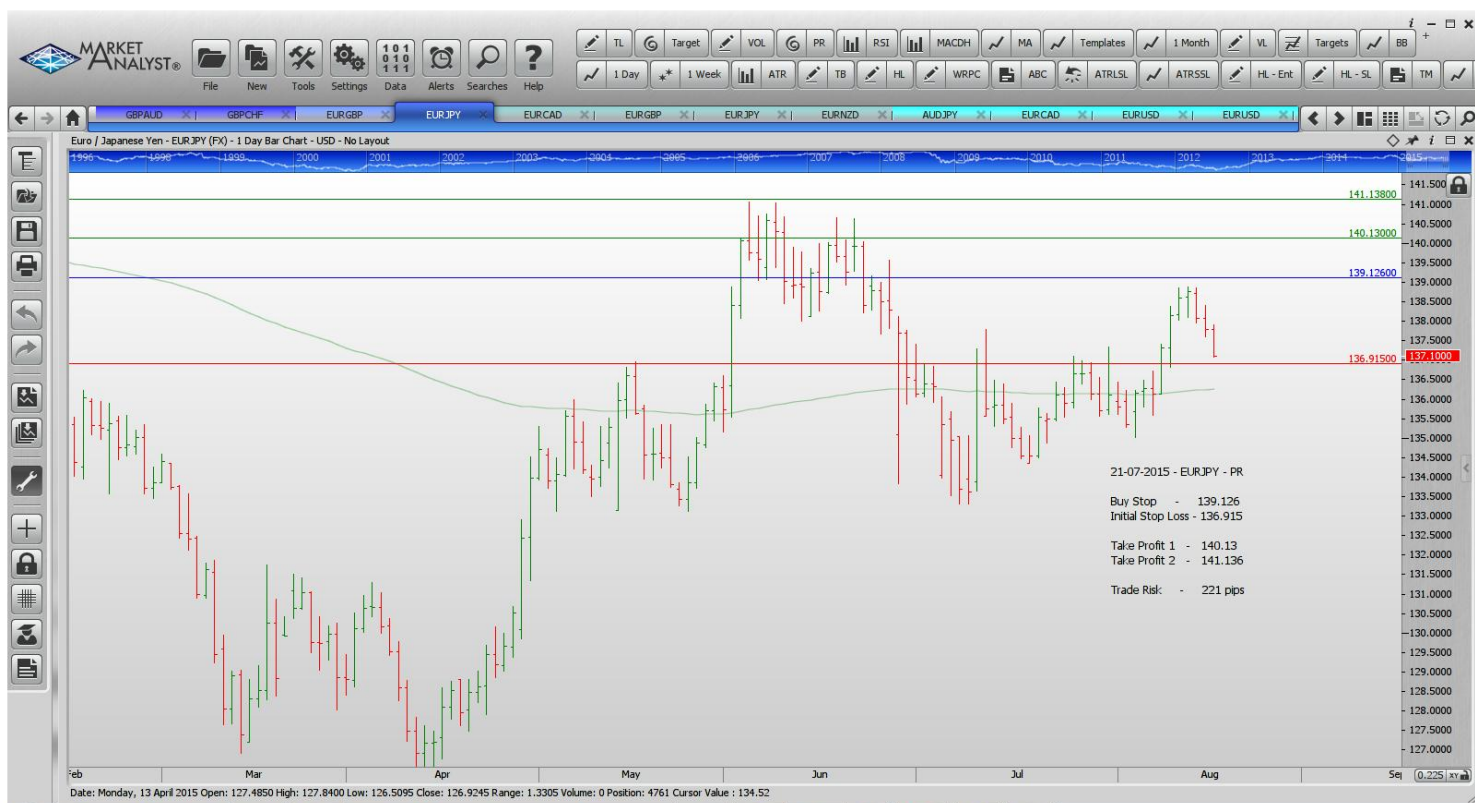 i
MARKET ANALYST®
File New Tools Settings Data Alerts Searches Help
TL Target VOL PR RSI MACDH MA Templates 1 Month VL Targets BB
1 Day 1 Week ATR TB HL WRPC ABC ATRLSL ATRSSL HL - Ent HL - SL TM
GBPAUD GBPCHF EURGBP EURJPY EURCAD EURGBP EURJPY EURNZD AUDJPY EURCAD EURUSD EURUSD
Euro / Japanese Yen - EURJPY (FX) - 1 Day Bar Chart - USD - No Layout
1996 1998 1999 2000 2001 2002 2003 2004 2005 2006 2007 2008 2009 2010 2011 2012 2013 2014 2015
141.500
141.13800
141.0000
140.5000
140.13000
140.0000
139.5000
139.12600
139.0000
138.5000
138.0000
137.5000
136.91500 137.1000
136.5000
136.0000
135.5000
135.0000
134.5000
134.0000
133.5000
133.0000
132.5000
132.0000
131.5000
131.0000
130.5000
130.0000
129.5000
129.0000
128.5000
128.0000
127.5000
127.0000
21-07-2015 - EURJPY - PR
Buy Stop - 139.126
Initial Stop Loss - 136.915
Take Profit 1 - 140.13
Take Profit 2 - 141.136
Trade Risk - 221 pips
Feb Mar Apr May Jun Jul Aug Sep 0.225 XY
Date: Monday, 13 April 2015 Open: 127.4850 High: 127.8400 Low: 126.5095 Close: 126.9245 Range: 1.3305 Volume: 0 Position: 4761 Cursor Value : 134.52